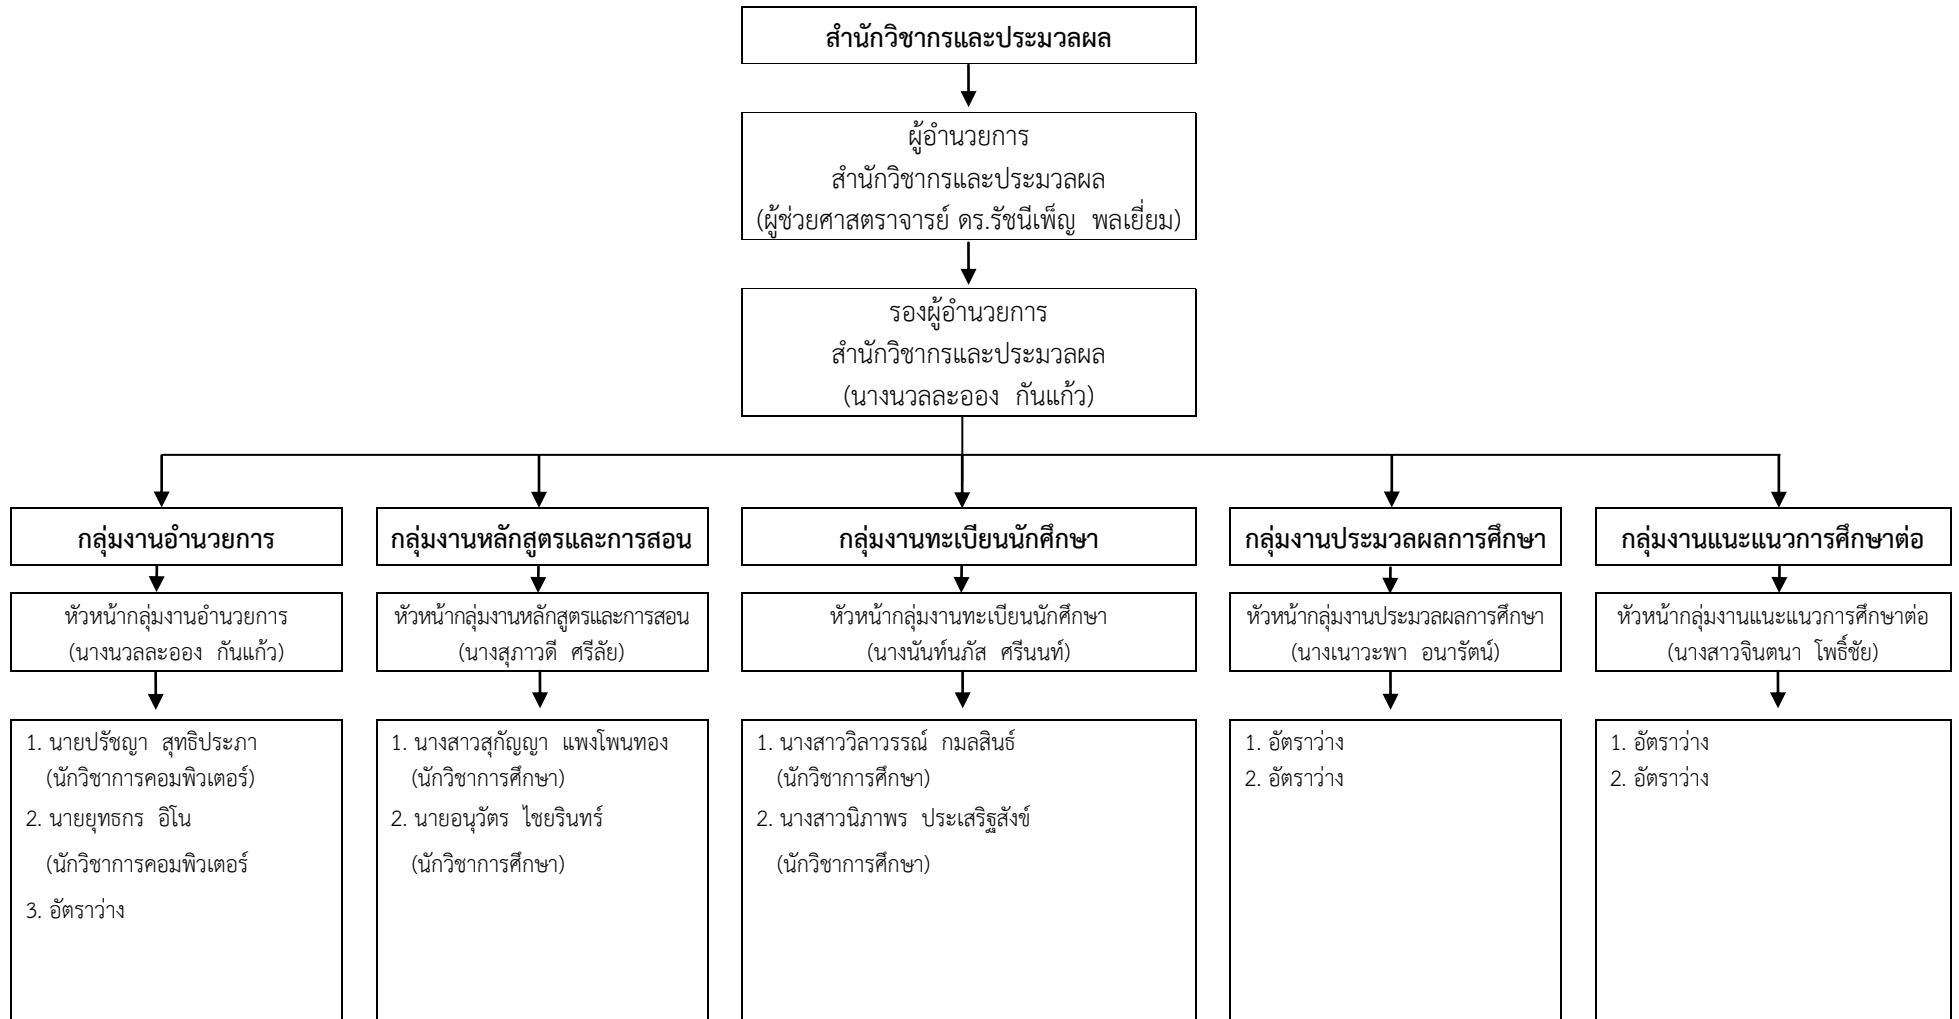 สำนักวิชาการและประมวลผล
ผู้อำนวยการ
สำนักวิชาการและประมวลผล
(ผู้ช่วยศาสตราจารย์ ดร.รัชนีเพ็ญ พลเยี่ยม)
รองผู้อำนวยการ
สำนักวิชาการและประมวลผล
(นางนวลละออง กันแก้ว)
กลุ่มงานอำนวยการ
หัวหน้ากลุ่มงานอำนวยการ
(นางนวลละออง กันแก้ว)
1. นายปรัชญา สุทธิประภา
(นักวิชาการคอมพิวเตอร์)
2. นายยุทธกร อิโน
(นักวิชาการคอมพิวเตอร์
3. อัตราว่าง
กลุ่มงานหลักสูตรและการสอน
หัวหน้ากลุ่มงานหลักสูตรและการสอน
(นางสุภาวดี ศรีลัย)
1. นางสาวสุกัญญา แพงโพนทอง
(นักวิชาการศึกษา)
2. นายอนุวัตร ไชยรินทร์
(นักวิชาการศึกษา)
กลุ่มงานทะเบียนนักศึกษา
หัวหน้ากลุ่มงานทะเบียนนักศึกษา
(นางนันท์นภัส ศรีนนท์)
1. นางสาววิลาวรรณ์ กมลสินธ์
(นักวิชาการศึกษา)
2. นางสาวนิภาพร ประเสริฐสังข์
(นักวิชาการศึกษา)
กลุ่มงานประมวลผลการศึกษา
หัวหน้ากลุ่มงานประมวลผลการศึกษา
(นางเนาวะพา อนารัตน์)
1. อัตราว่าง
2. อัตราว่าง
กลุ่มงานแนะแนวการศึกษาต่อ
หัวหน้ากลุ่มงานแนะแนวการศึกษาต่อ
(นางสาวจินตนา โพธิ์ชัย)
1. อัตราว่าง
2. อัตราว่าง